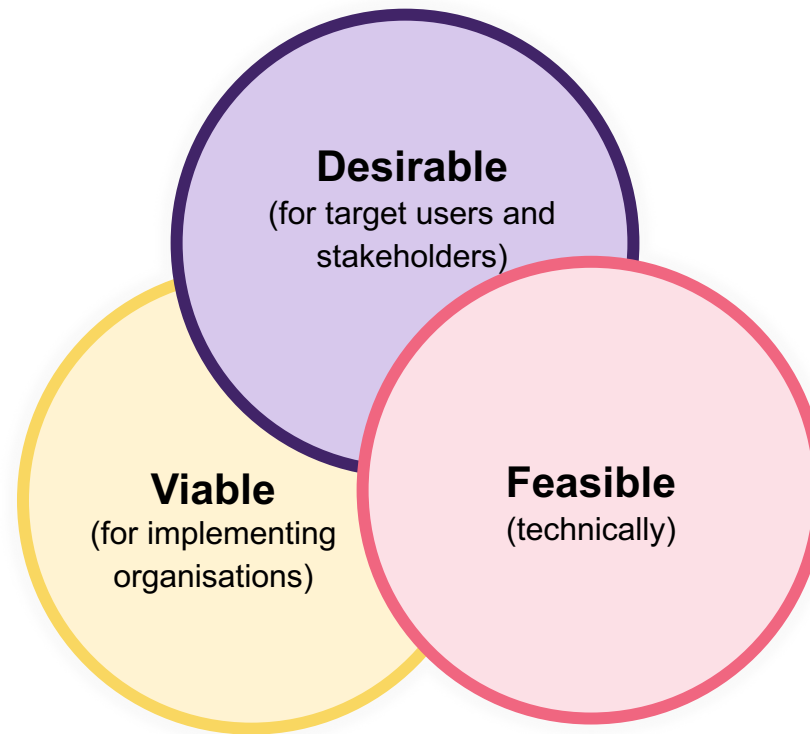 Desirable
(for target users and
stakeholders)
Viable
(for implementing
organisations)
Feasible
(technically)